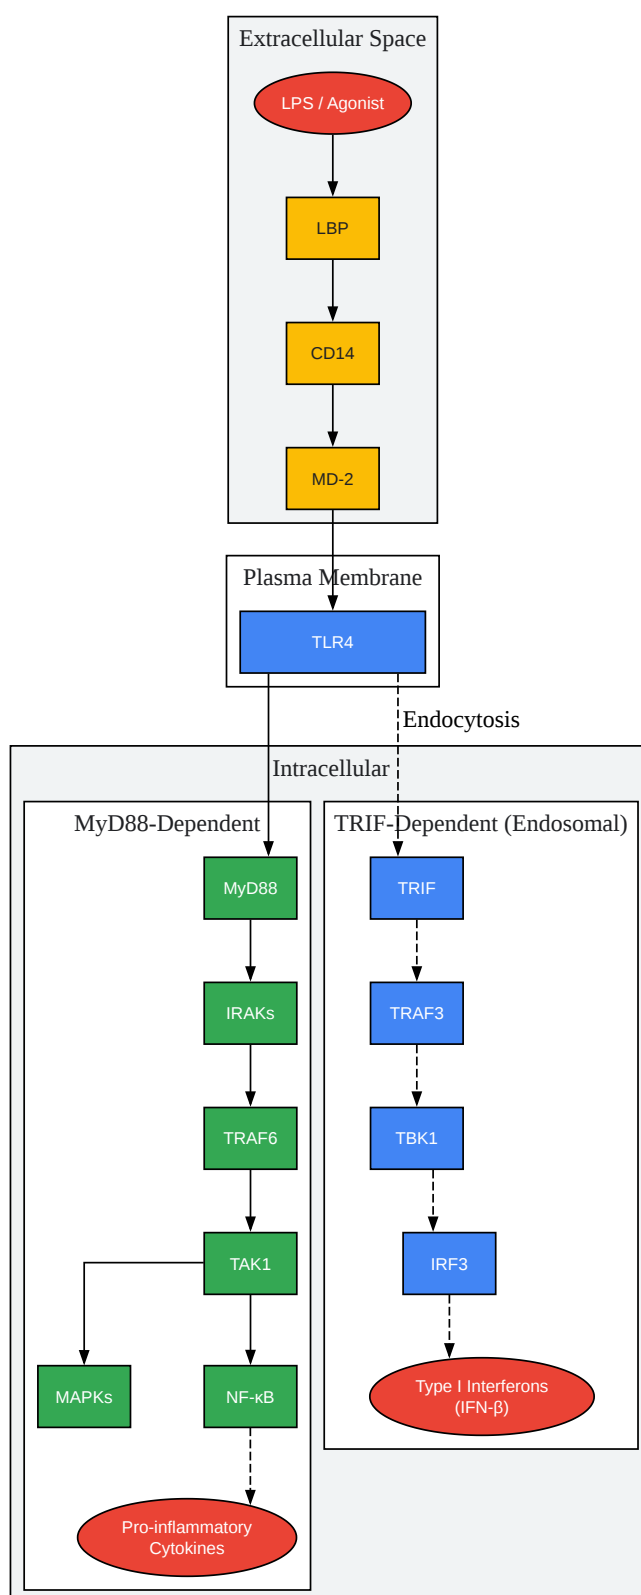 Extracellular Space
LPS / Agonist
LBP
CD14
MD-2
Plasma Membrane
TLR4
Endocytosis
Intracellular
MyD88-Dependent
TRIF-Dependent (Endosomal)
MyD88
TRIF
IRAKs
TRAF3
TRAF6
TBK1
TAK1
IRF3
MAPKs
NF-κB
Type I Interferons
(IFN-β)
Pro-inflammatory
Cytokines